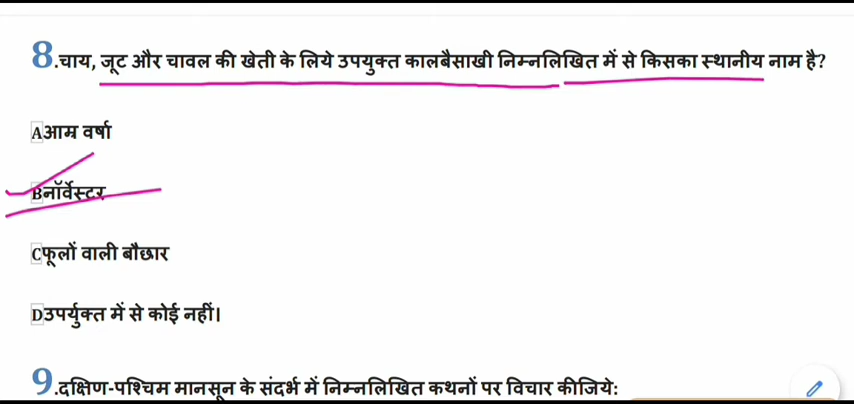 8.चाय, जूट और चावल की खेती के लिये उपयुक्त कालबैसाखी निम्नलिखित में से किसका स्थानीय नाम है?
Aआम वर्षा
Bनॉर्वेस्टर
Cफूलों वाली बौछार
Dउपर्युक्त में से कोई नहीं।
9.दक्षिण-पश्चिम मानसून के संदर्भ में निम्नलिखित कथनों पर विचार कीजिये: